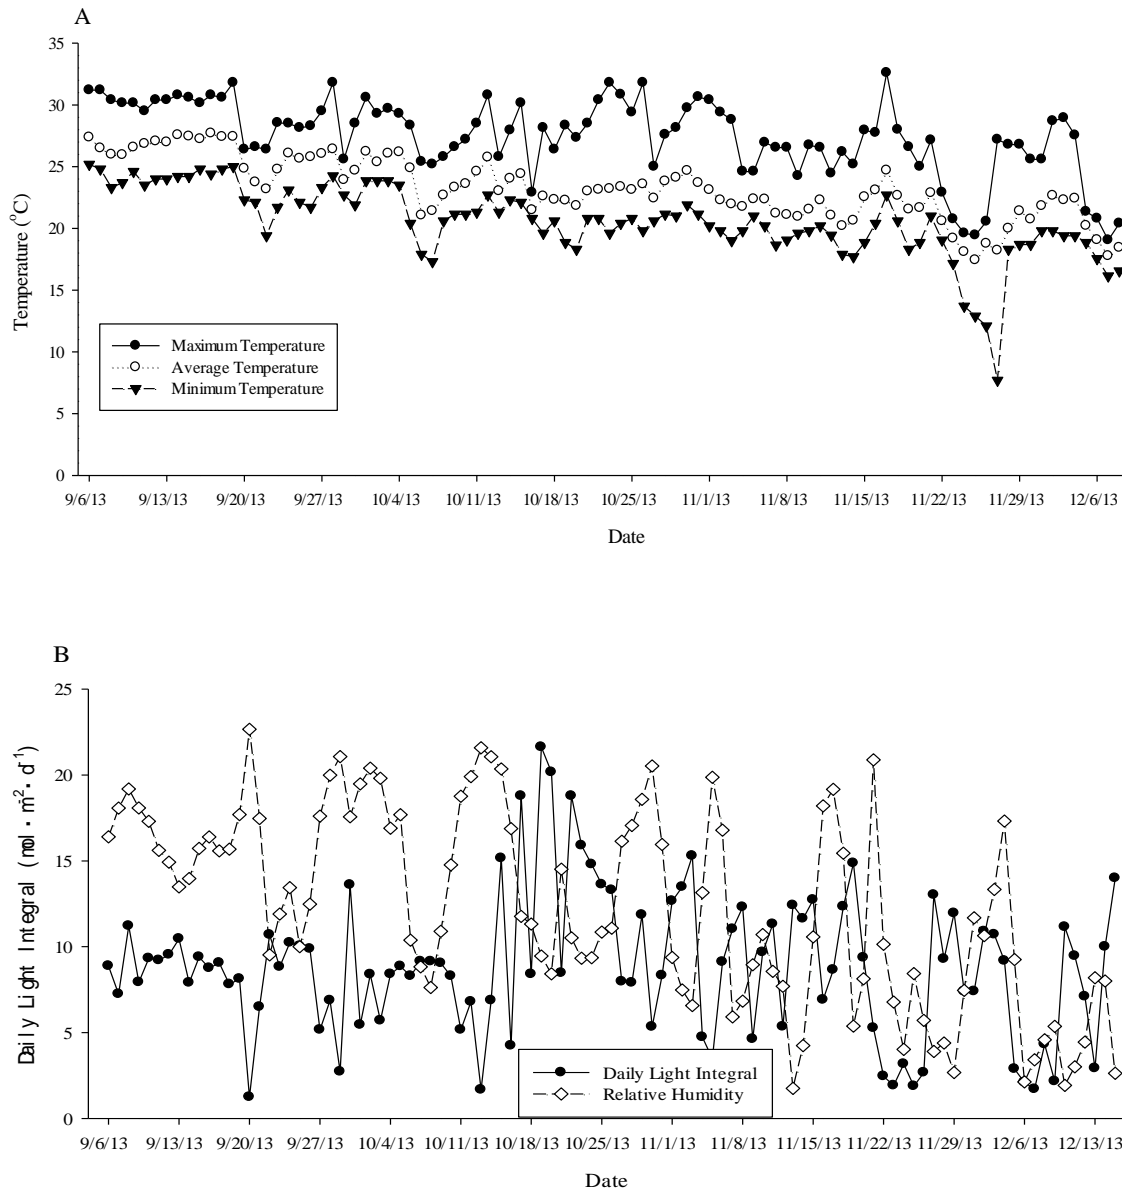 A
35
30
25
20
15
10
5
0
Temperature (°C)
Maximum Temperature
Average Temperature
Minimum Temperature
9/6/13 9/13/13 9/20/13 9/27/13 10/4/13 10/11/13 10/18/13 10/25/13 11/1/13 11/8/13 11/15/13 11/22/13 11/29/13 12/6/13
Date
B
25
20
15
10
5
0
Daily Light Integral (mol · m⁻² · d⁻¹)
Daily Light Integral
Relative Humidity
9/6/13 9/13/13 9/20/13 9/27/13 10/4/13 10/11/13 10/18/13 10/25/13 11/1/13 11/8/13 11/15/13 11/22/13 11/29/13 12/6/13 12/13/13
Date